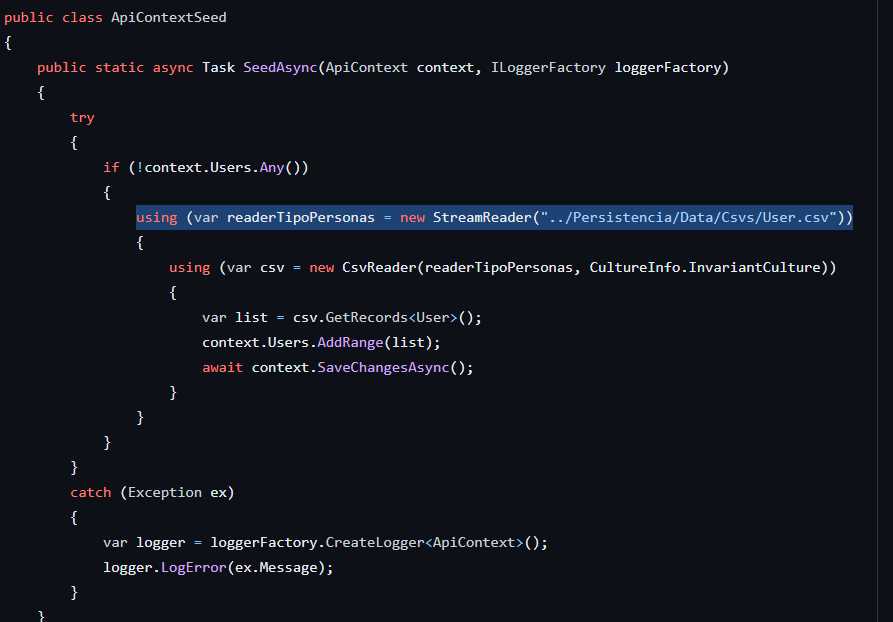 public class ApiContextSeed
{
    public static async Task SeedAsync(ApiContext context, ILoggerFactory loggerFactory)
    {
        try
        {
            if (!context.Users.Any())
            {
                using (var readerTipoPersonas = new StreamReader("../Persistencia/Data/Csvs/User.csv"))
                {
                    using (var csv = new CsvReader(readerTipoPersonas, CultureInfo.InvariantCulture))
                    {
                        var list = csv.GetRecords<User>();
                        context.Users.AddRange(list);
                        await context.SaveChangesAsync();
                    }
                }
            }
        }
        catch (Exception ex)
        {
            var logger = loggerFactory.CreateLogger<ApiContext>();
            logger.LogError(ex.Message);
        }
    }